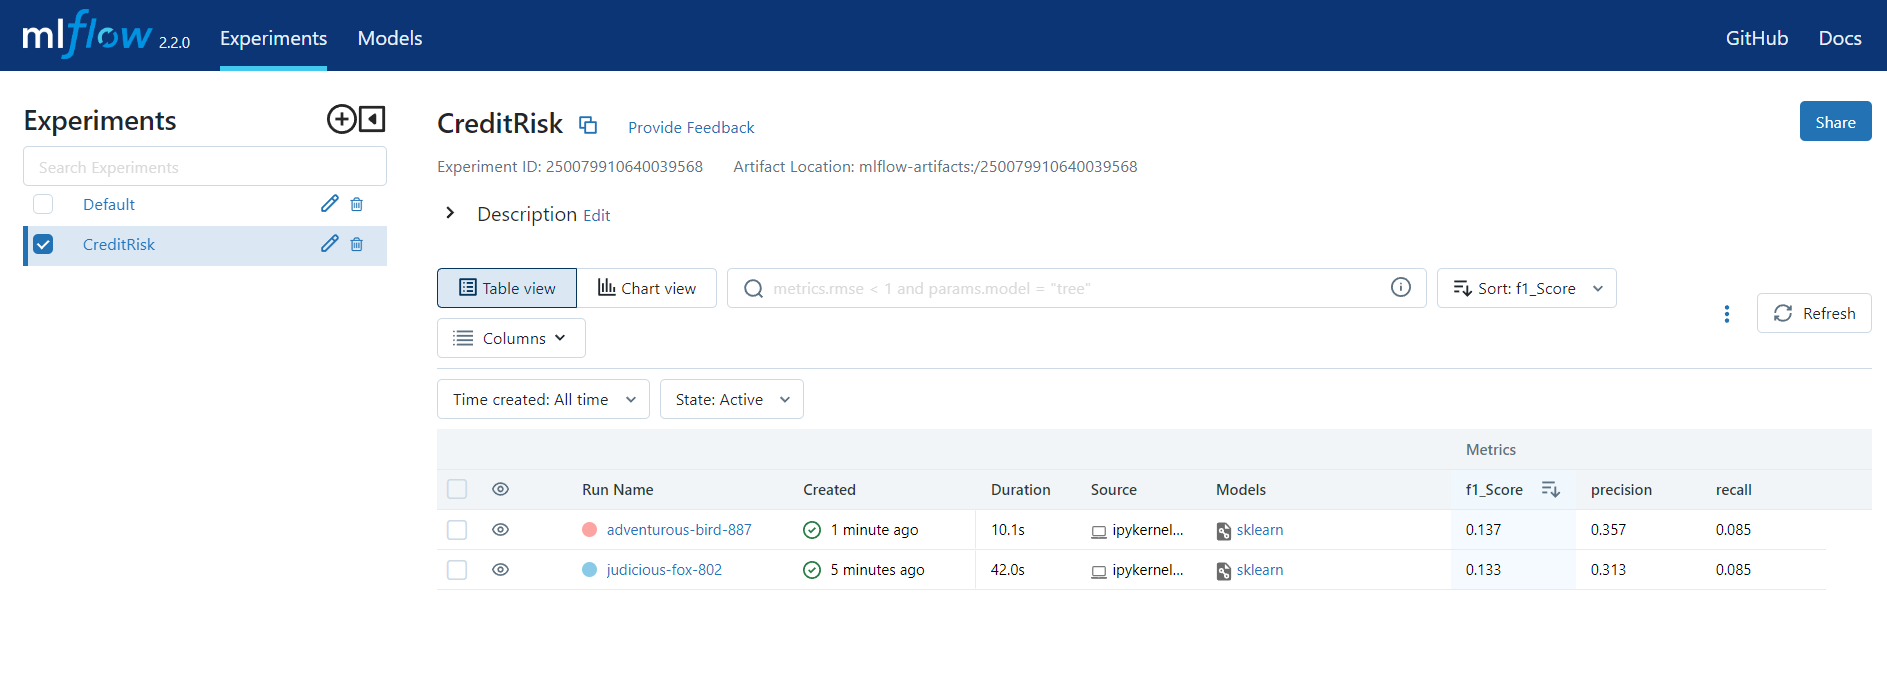 mlflow 2.2.0 Experiments Models GitHub Docs
Experiments
Search Experiments
Default
CreditRisk
CreditRisk Provide Feedback Share
Experiment ID: 250079910640039568 Artifact Location: mlflow-artifacts:/250079910640039568
Description Edit
Table view Chart view metrics.rmse < 1 and params.model = "tree" Sort: f1_Score
Refresh
Columns
Time created: All time State: Active
Metrics
Run Name Created Duration Source Models f1_Score precision recall
adventurous-bird-887 1 minute ago 10.1s ipykernel... sklearn 0.137 0.357 0.085
judicious-fox-802 5 minutes ago 42.0s ipykernel... sklearn 0.133 0.313 0.085